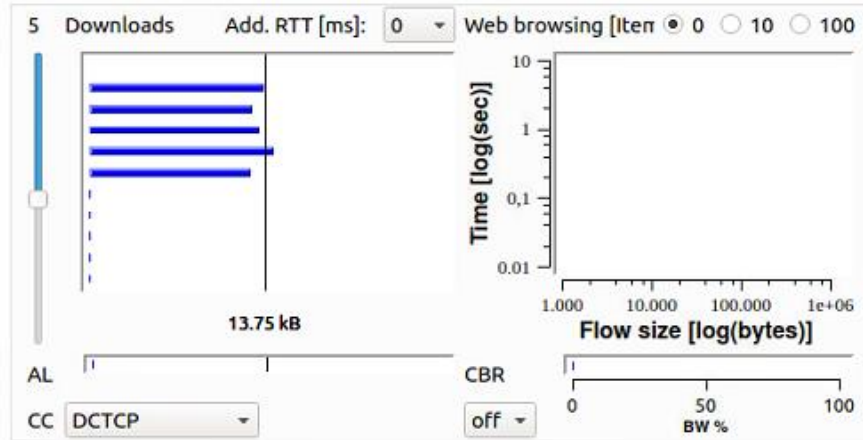 5 Downloads Add. RTT [ms]: 0 Web browsing [Iten 0 10 100
10
1
0,1
0.01
Time [log(sec)]
1.000 10.000 100.000 1e+06
Flow size [log(bytes)]
13.75 kB
AL
CBR
0 50 100
BW %
CC DCTCP off